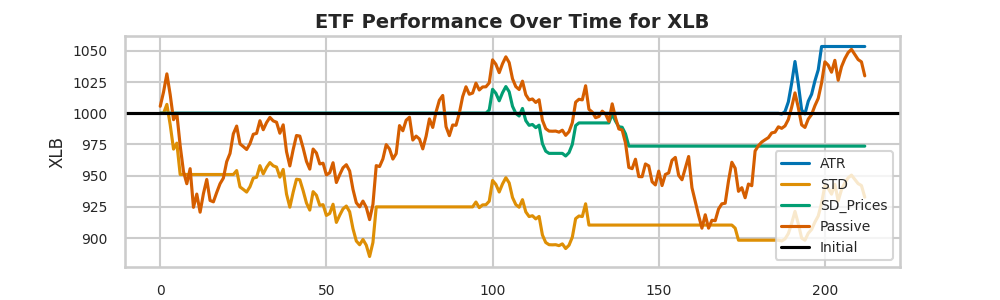 ETF Performance Over Time for XLB
XLB
1050
1025
1000
975
950
925
900
0
50
100
150
200
ATR
STD
SD_Prices
Passive
Initial